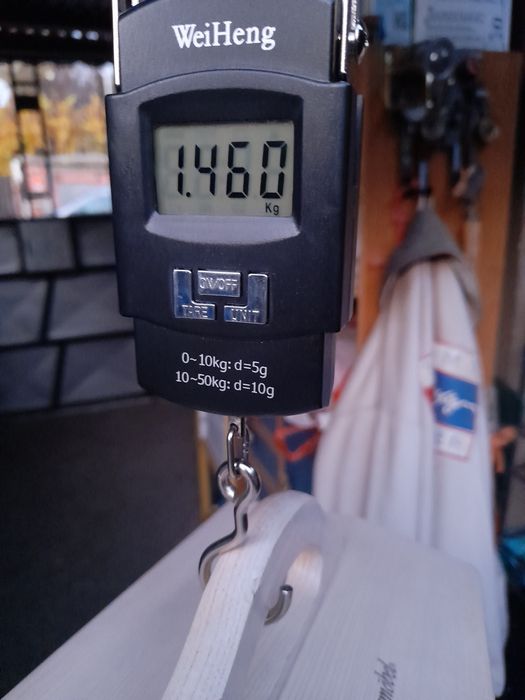 WeiHeng
1.460
Kg
ON/OFF
TARE UNIT
0~10kg: d=5g
10~50kg: d=10g